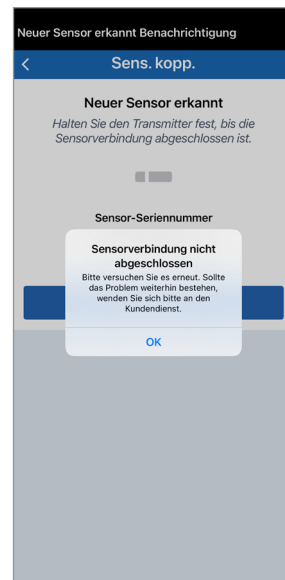 Neuer Sensor erkannt Benachrichtigung
Sens. kopp.
Neuer Sensor erkannt
Halten Sie den Transmitter fest, bis die
Sensorverbindung abgeschlossen ist.
Sensor-Seriennummer
Sensorverbindung nicht
abgeschlossen
Bitte versuchen Sie es erneut. Sollte
das Problem weiterhin bestehen,
wenden Sie sich bitte an den
Kundendienst.
OK